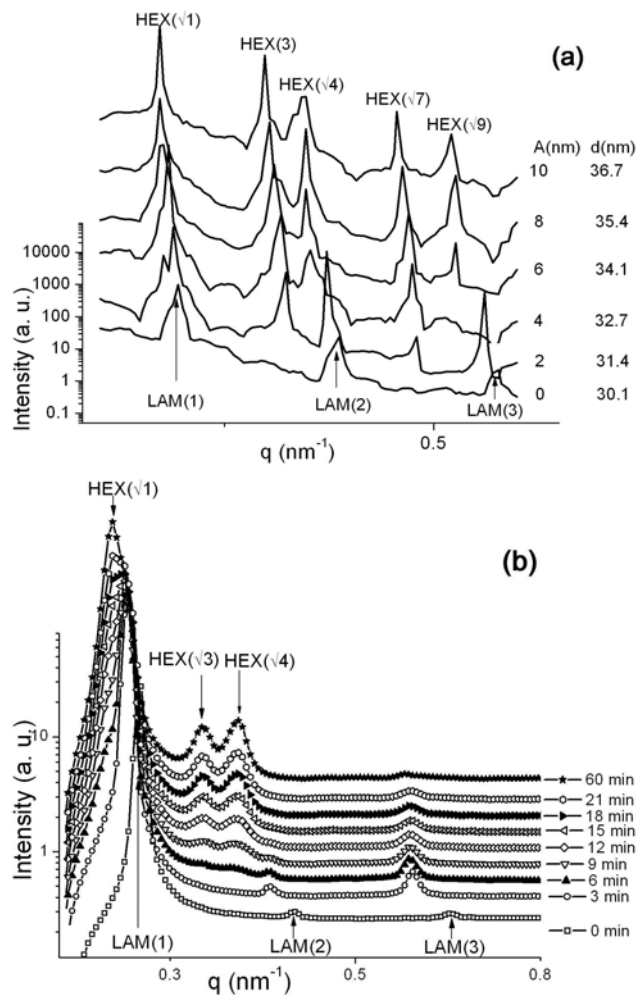 HEX(√1)
HEX(3)
(a)
HEX(√4)
HEX(√7)
HEX(√9)
A(nm) d(nm)
10 36.7
8 35.4
6 34.1
4 32.7
2 31.4
0 30.1
10000
1000
100
10
1
0.1
Intensity (a. u.)
LAM(1)
LAM(2)
LAM(3)
0.5
q (nm⁻¹)
HEX(√1)
(b)
HEX(√3)
HEX(√4)
10
1
Intensity (a. u.)
60 min
21 min
18 min
15 min
12 min
9 min
6 min
3 min
0 min
LAM(1)
LAM(2)
LAM(3)
0.3
0.5
0.8
q (nm⁻¹)